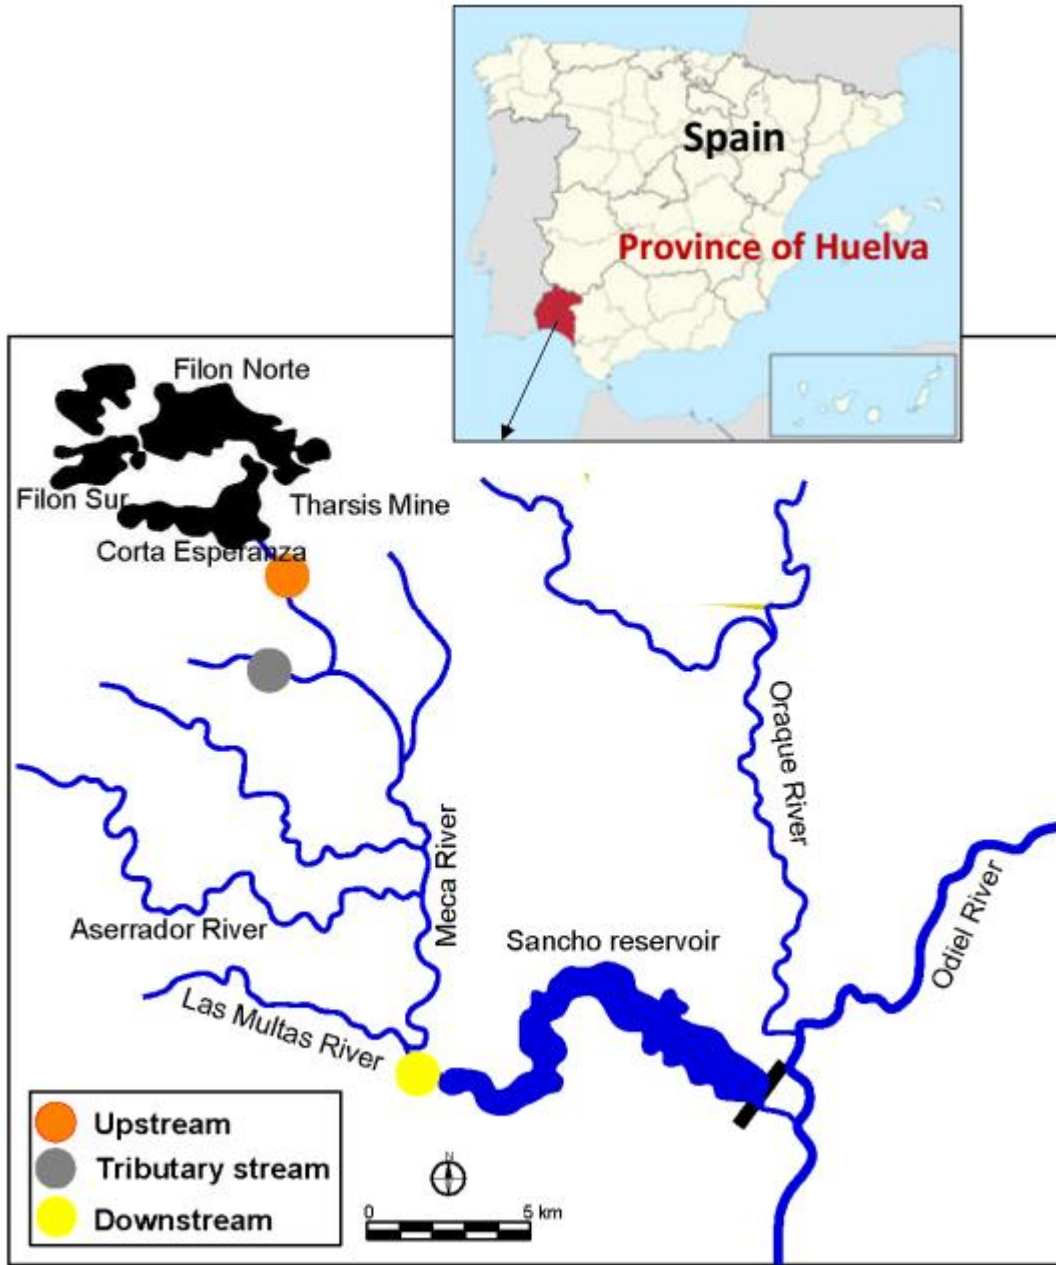 Spain
Province of Huelva
Filon Norte
Filon Sur
Tharsis Mine
Corta Esperanza
Oraque River
Meca River
Aserrador River
Sancho reservoir
Odiel River
Las Multas River
Upstream
Tributary stream
Downstream
N
0
5 km